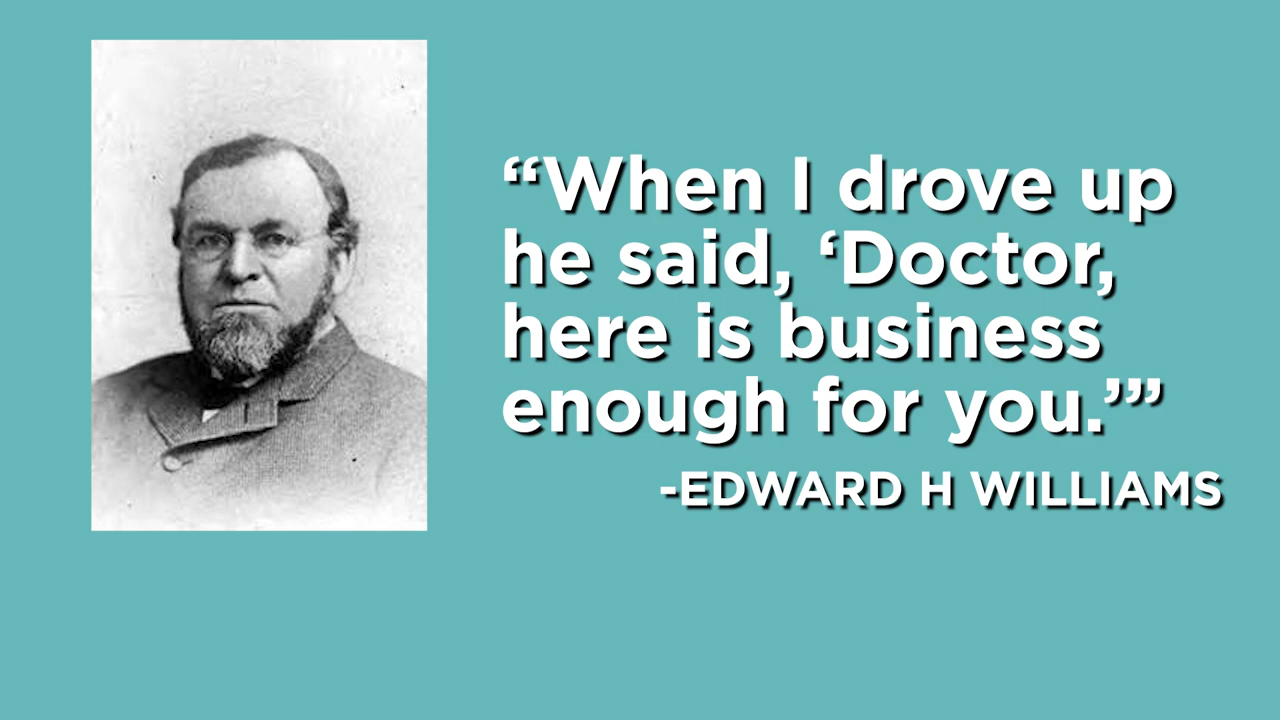 “When I drove up
he said, ‘Doctor,
here is business
enough for you.’”
-EDWARD H WILLIAMS